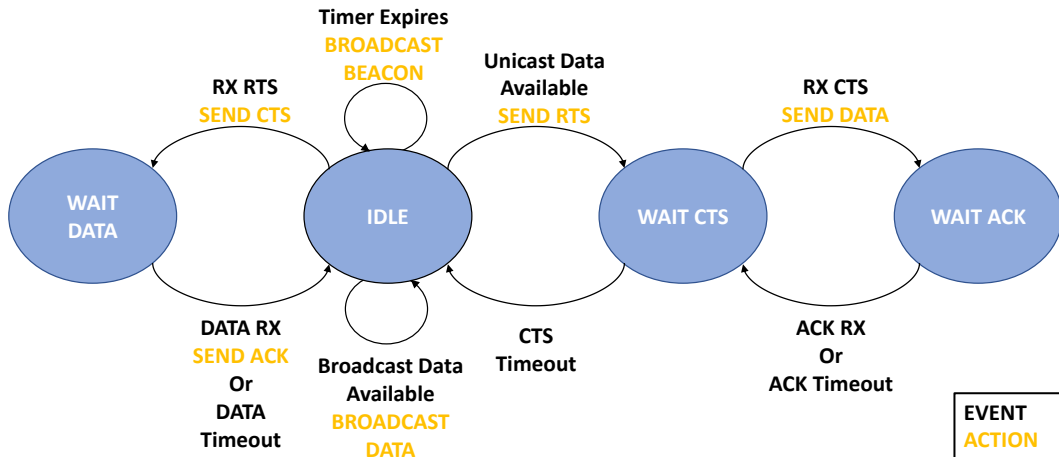 Timer Expires
BROADCAST
BEACON
RX RTS
SEND CTS
Unicast Data
Available
SEND RTS
RX CTS
SEND DATA
WAIT
DATA
IDLE
WAIT CTS
WAIT ACK
DATA RX
SEND ACK
Or
DATA
Timeout
Broadcast Data
Available
BROADCAST
DATA
CTS
Timeout
ACK RX
Or
ACK Timeout
EVENT
ACTION